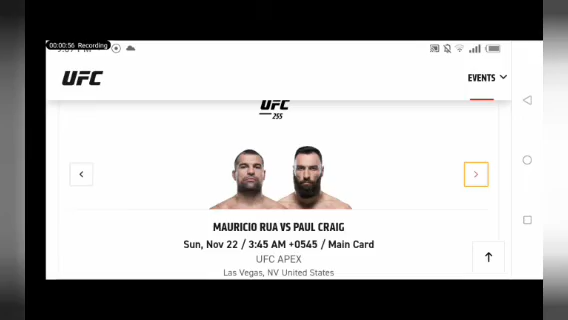 00:00:56 Recording
UFC
EVENTS
UFC
255
MAURICIO RUA VS PAUL CRAIG
Sun, Nov 22 / 3:45 AM +0545 / Main Card
UFC APEX
Las Vegas, NV United States